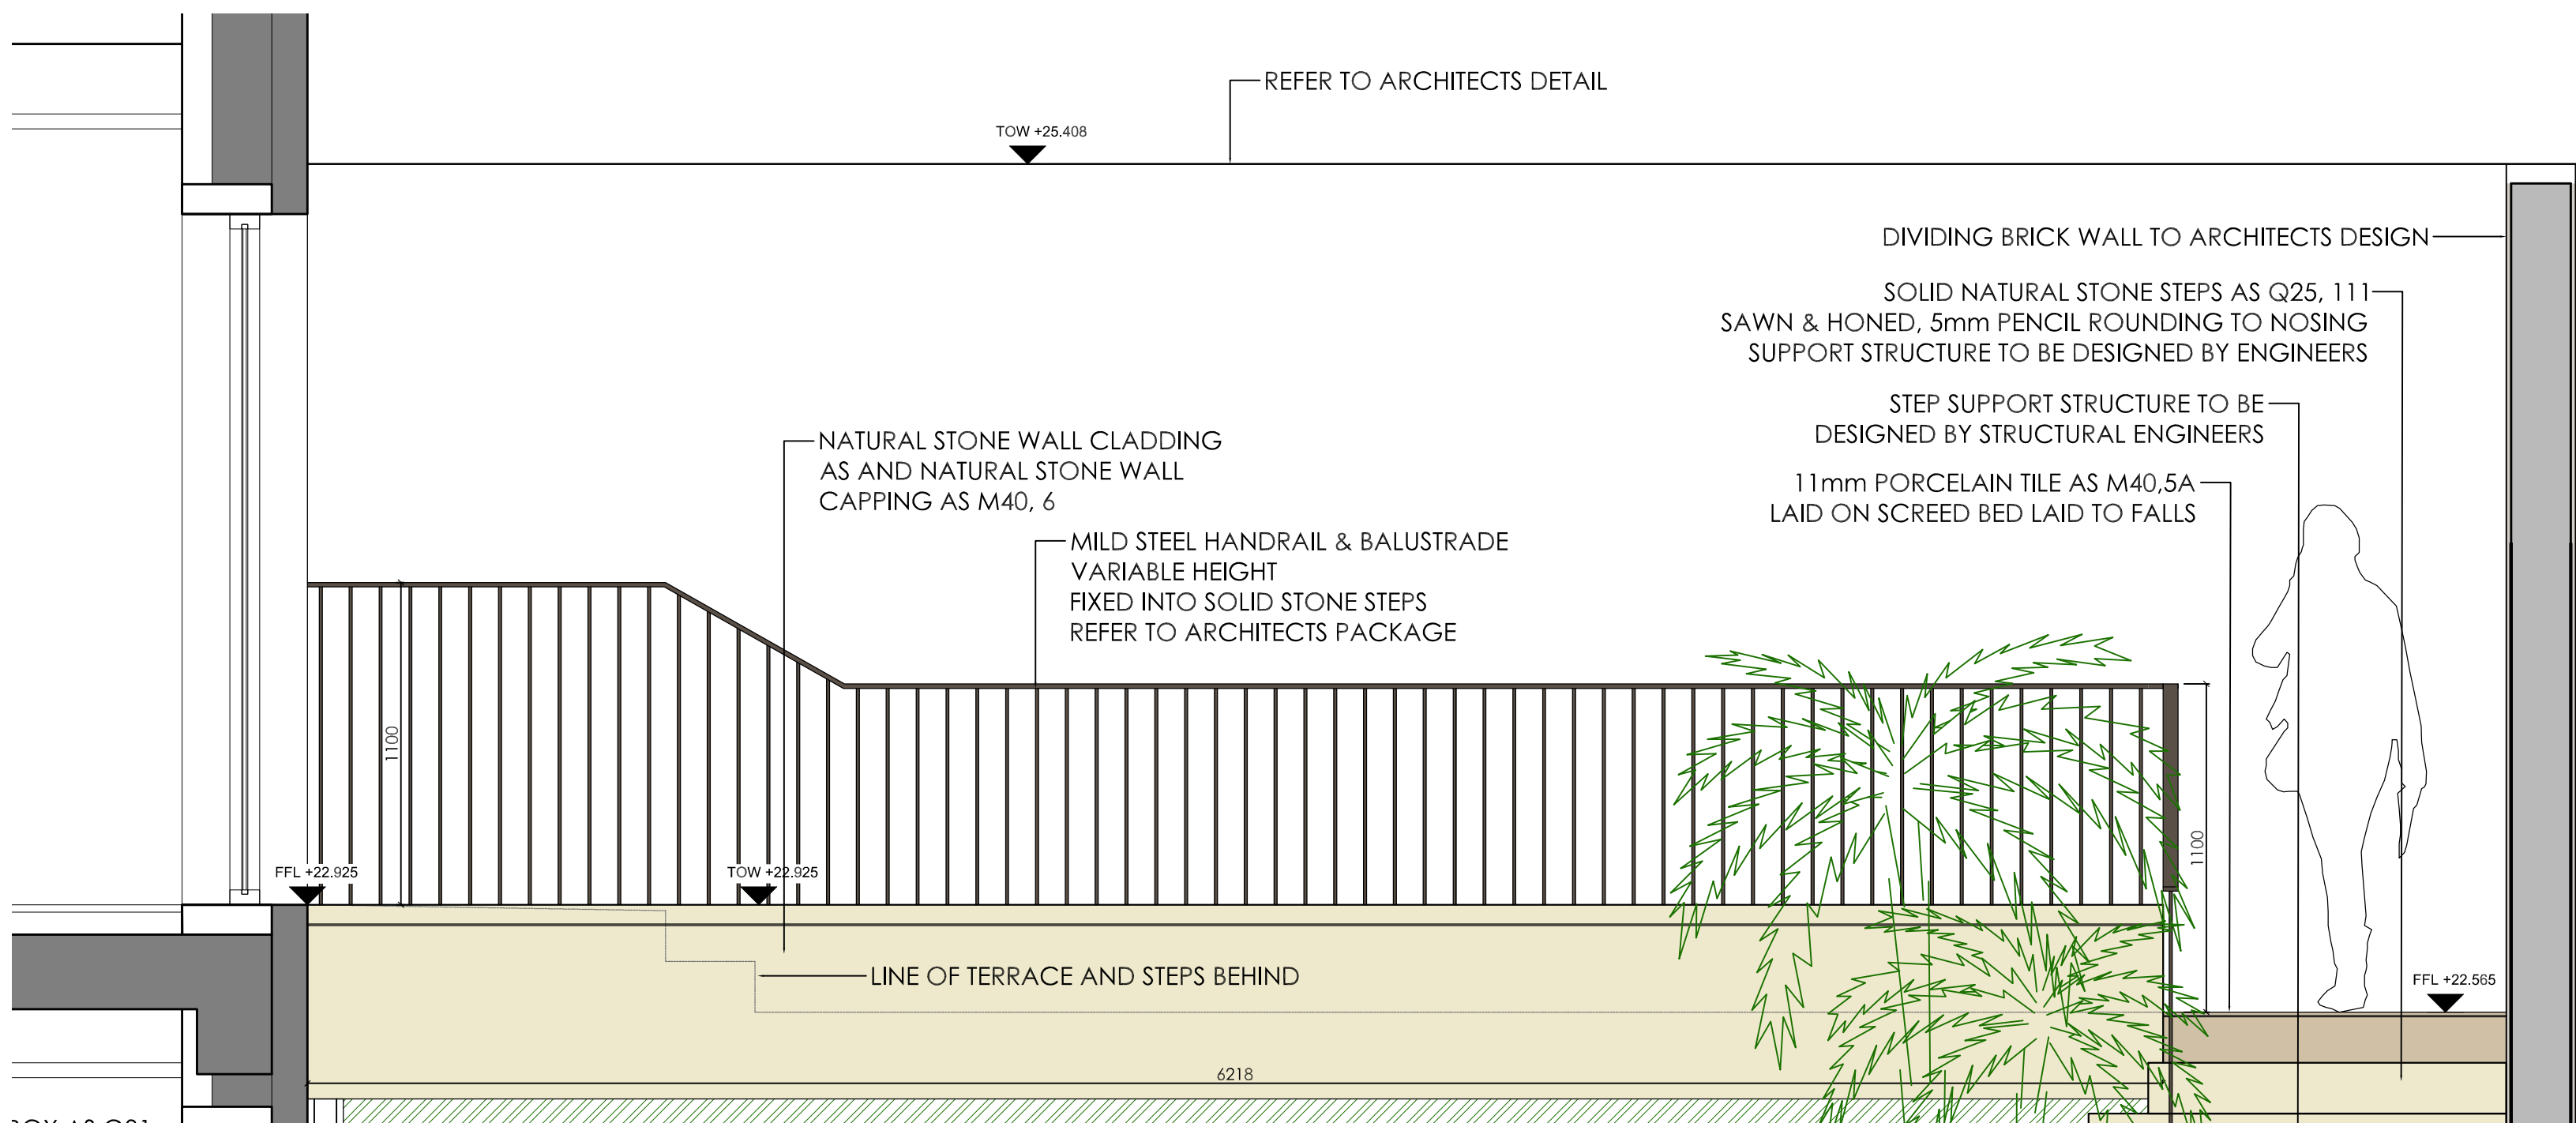 REFER TO ARCHITECTS DETAIL
TOW +25.408
DIVIDING BRICK WALL TO ARCHITECTS DESIGN
SOLID NATURAL STONE STEPS AS Q25, 111
SAWN & HONED, 5mm PENCIL ROUNDING TO NOSING
SUPPORT STRUCTURE TO BE DESIGNED BY ENGINEERS
STEP SUPPORT STRUCTURE TO BE
DESIGNED BY STRUCTURAL ENGINEERS
11mm PORCELAIN TILE AS M40,5A
LAID ON SCREED BED LAID TO FALLS
NATURAL STONE WALL CLADDING
AS AND NATURAL STONE WALL
CAPPING AS M40, 6
MILD STEEL HANDRAIL & BALUSTRADE
VARIABLE HEIGHT
FIXED INTO SOLID STONE STEPS
REFER TO ARCHITECTS PACKAGE
1100
1100
FFL +22.925
TOW +22.925
LINE OF TERRACE AND STEPS BEHIND
FFL +22.565
6218